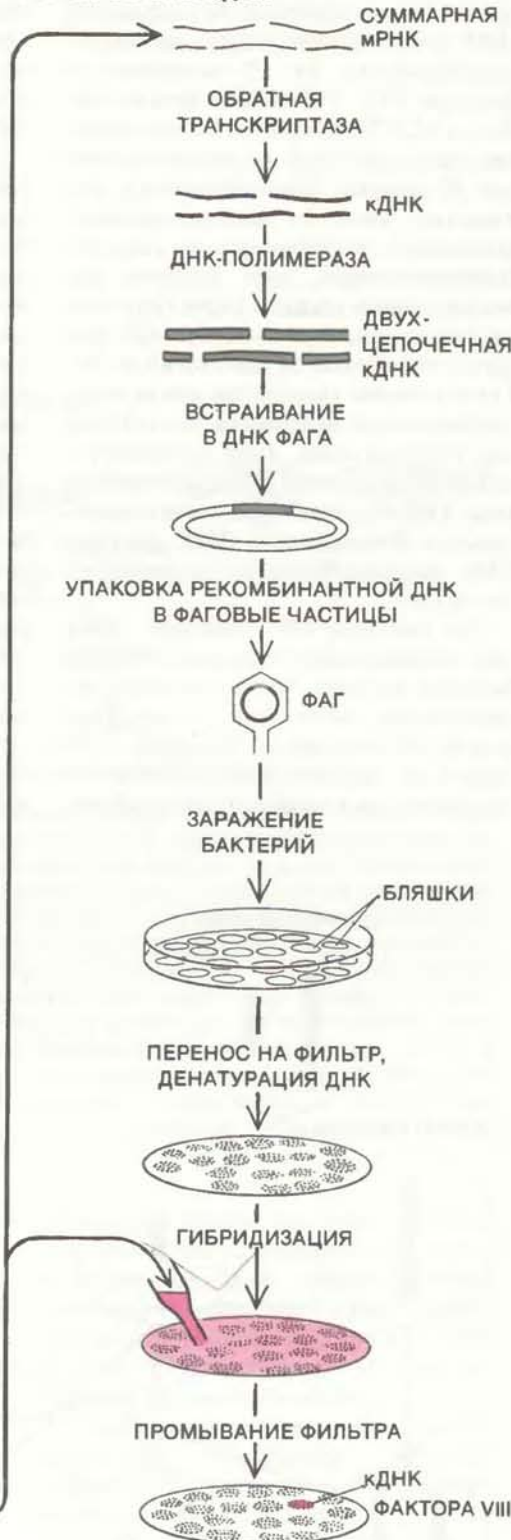 СУММАРНАЯ
мРНК
ОБРАТНАЯ
ТРАНСКРИПТАЗА
кДНК
ДНК-ПОЛИМЕРАЗА
ДВУХ-
ЦЕПОЧЕЧНАЯ
кДНК
ВСТРАИВАНИЕ
В ДНК ФАГА
УПАКОВКА РЕКОМБИНАНТНОЙ ДНК
В ФАГОВЫЕ ЧАСТИЦЫ
ФАГ
ЗАРАЖЕНИЕ
БАКТЕРИЙ
БЛЯШКИ
ПЕРЕНОС НА ФИЛЬТР,
ДЕНАТУРАЦИЯ ДНК
ГИБРИДИЗАЦИЯ
ПРОМЫВАНИЕ ФИЛЬТРА
кДНК
ФАКТОРА VIII